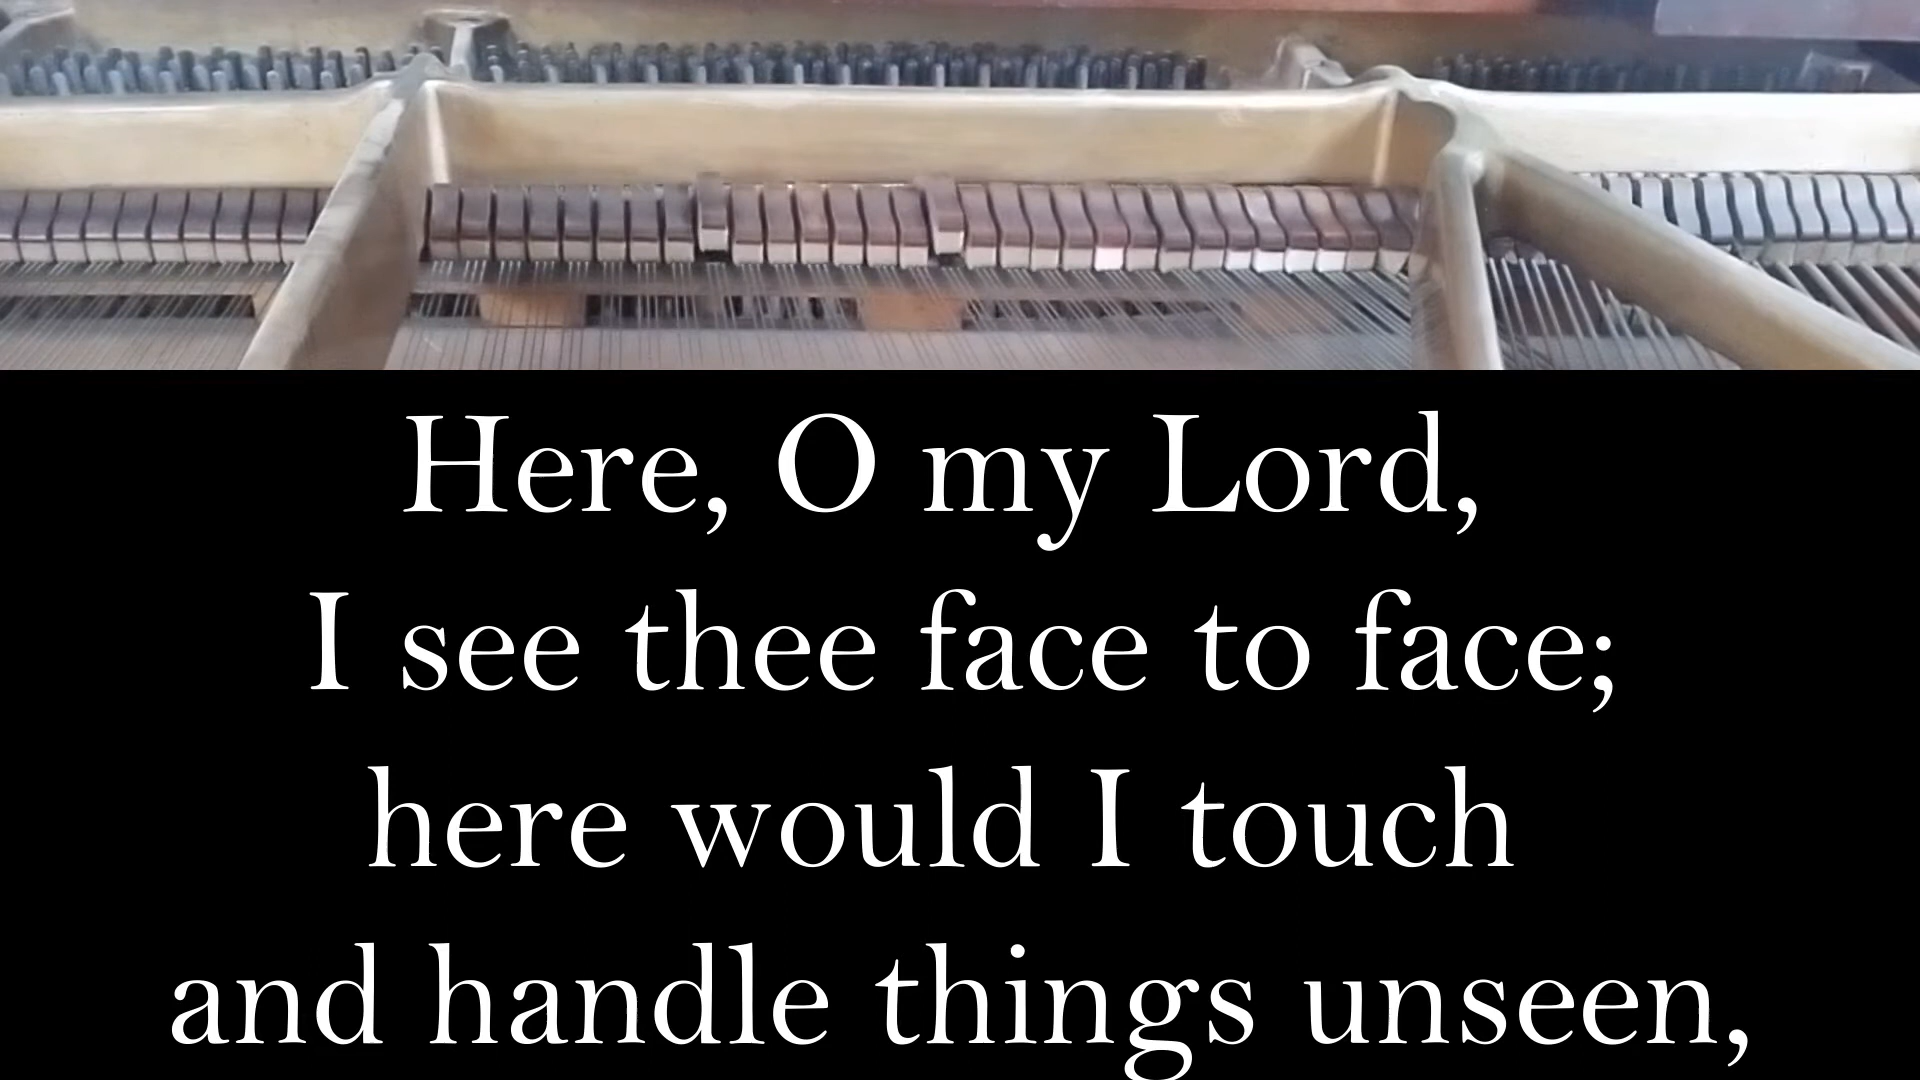 Here, O my Lord,
I see thee face to face;
here would I touch
and handle things unseen,